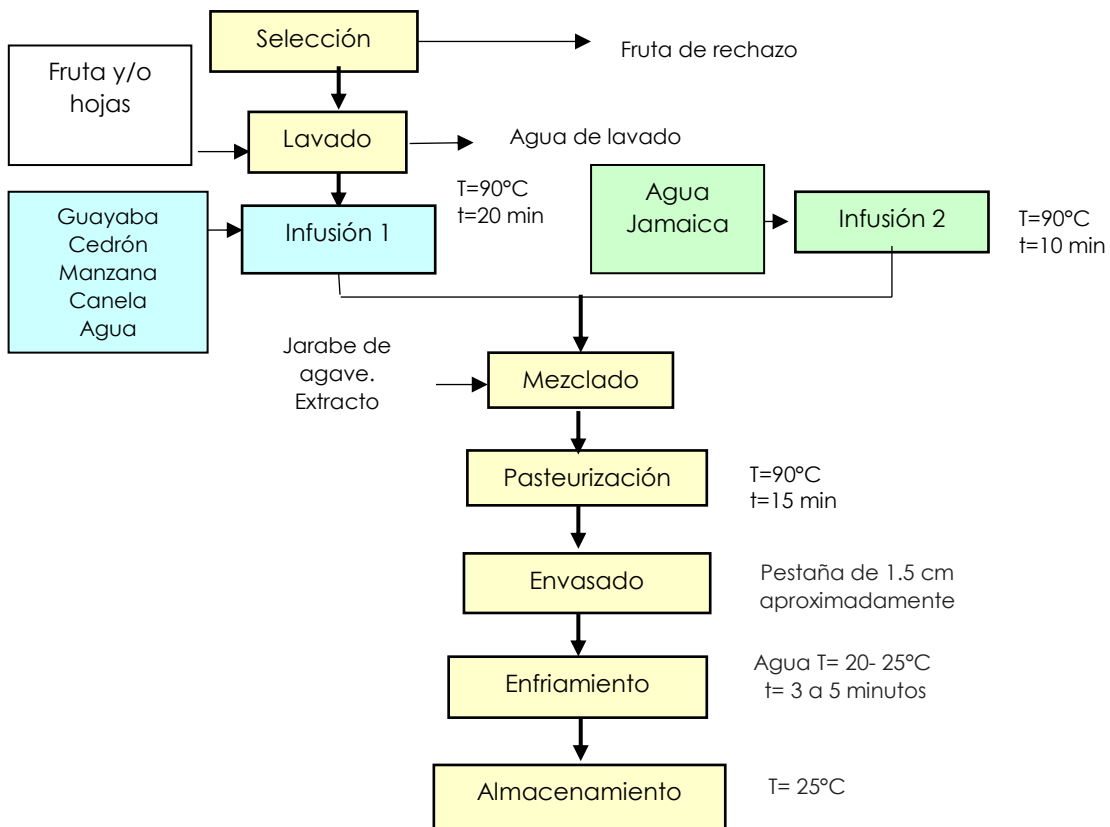 Selección
Fruta de rechazo
Fruta y/o
hojas
Lavado
Agua de lavado
Guayaba
Cedrón
Manzana
Canela
Agua
Infusión 1
T=90°C
t=20 min
Agua
Jamaica
Infusión 2
T=90°C
t=10 min
Jarabe de
agave.
Extracto
Mezclado
Pasteurización
T=90°C
t=15 min
Envasado
Pestaña de 1.5 cm
aproximadamente
Enfriamiento
Agua T= 20- 25°C
t= 3 a 5 minutos
Almacenamiento
T= 25°C